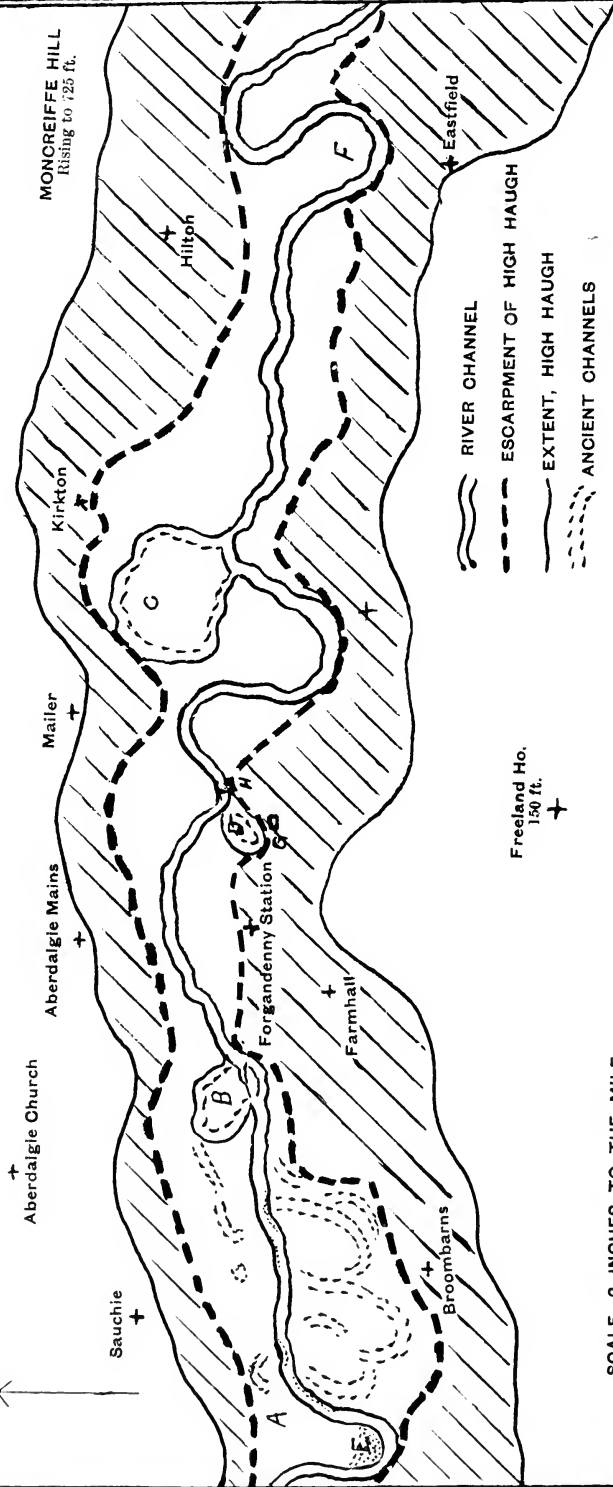 Aberdalgie Church
MONCREIFFE HILL
Rising to 725 ft.
Aberdalgie Mains
Mailer
Kirkton
Sauchie
Hilton
C
B
D
H
G
A
F
E
Forgandenny Station
Farmhall
Broombarns
Eastfield
Freeland Ho.
150 ft.
RIVER CHANNEL
ESCARPMENT OF HIGH HAUGH
EXTENT, HIGH HAUGH
ANCIENT CHANNELS
SCALE, 2 INCHES TO THE MILE